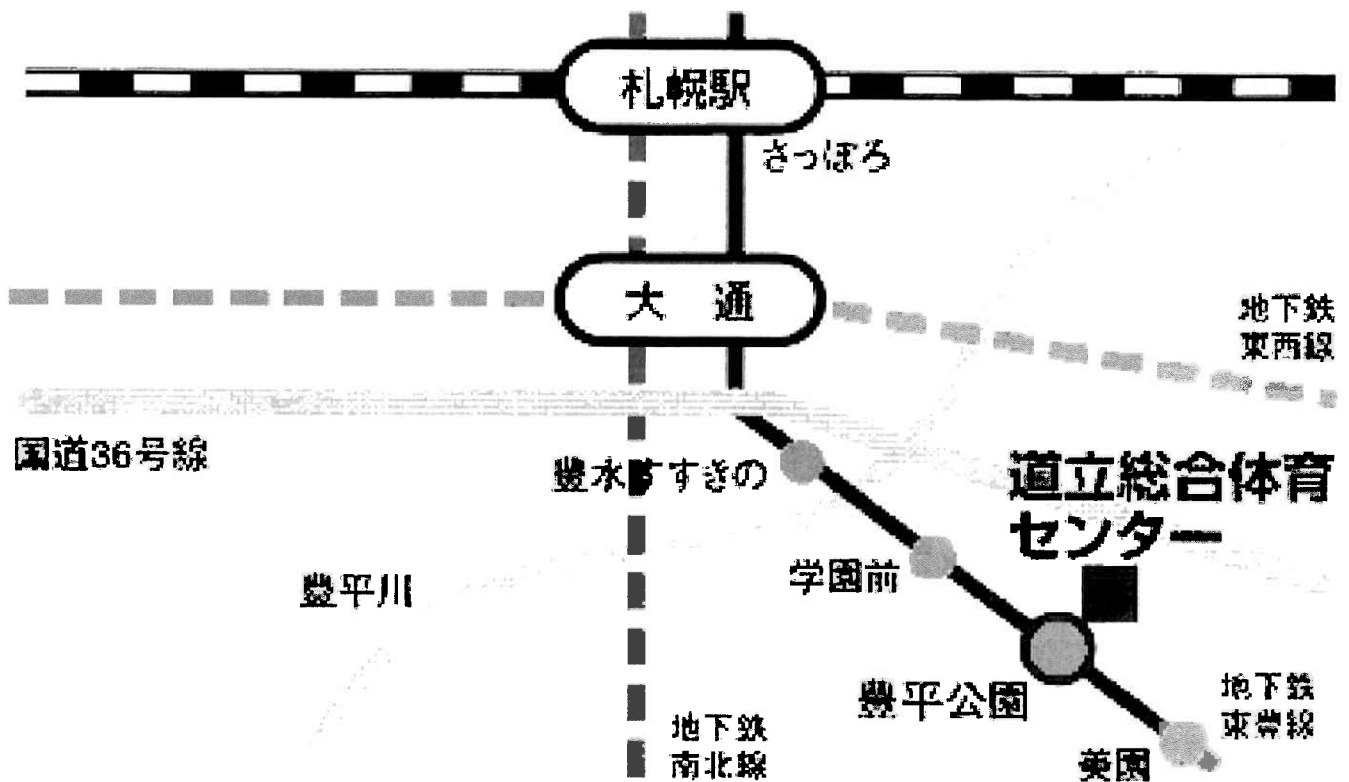 札幌駅
さっぽろ
大通
地下鉄
東西線
国道36号線
豊水すすきの
道立総合体育
センター
学園前
豊平川
豊平公園
地下鉄
東豊線
地下鉄
南北線
美園